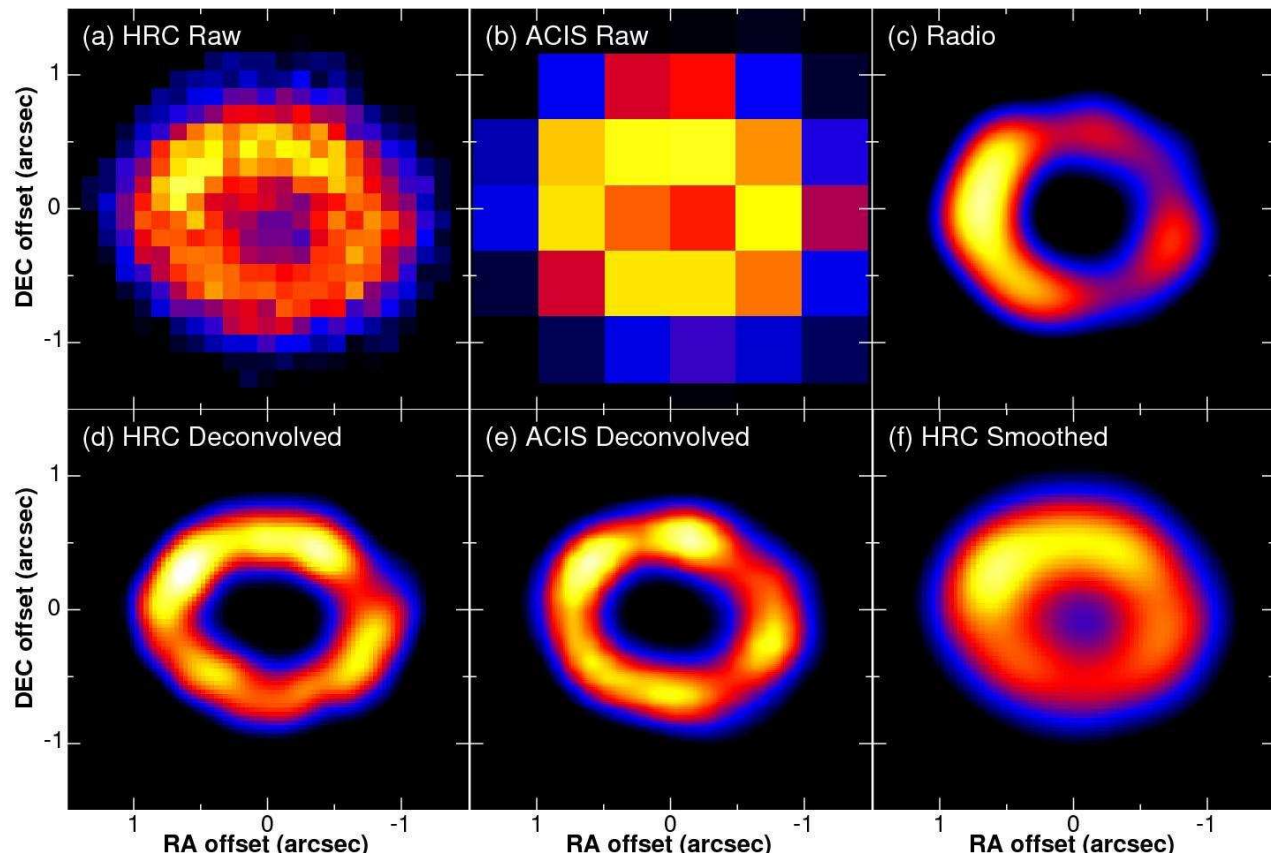 (a) HRC Raw
(b) ACIS Raw
(c) Radio
DEC offset (arcsec)
1
0
-1
(d) HRC Deconvolved
(e) ACIS Deconvolved
(f) HRC Smoothed
DEC offset (arcsec)
1
0
-1
1 0 -1
1 0 -1
1 0 -1
RA offset (arcsec)
RA offset (arcsec)
RA offset (arcsec)